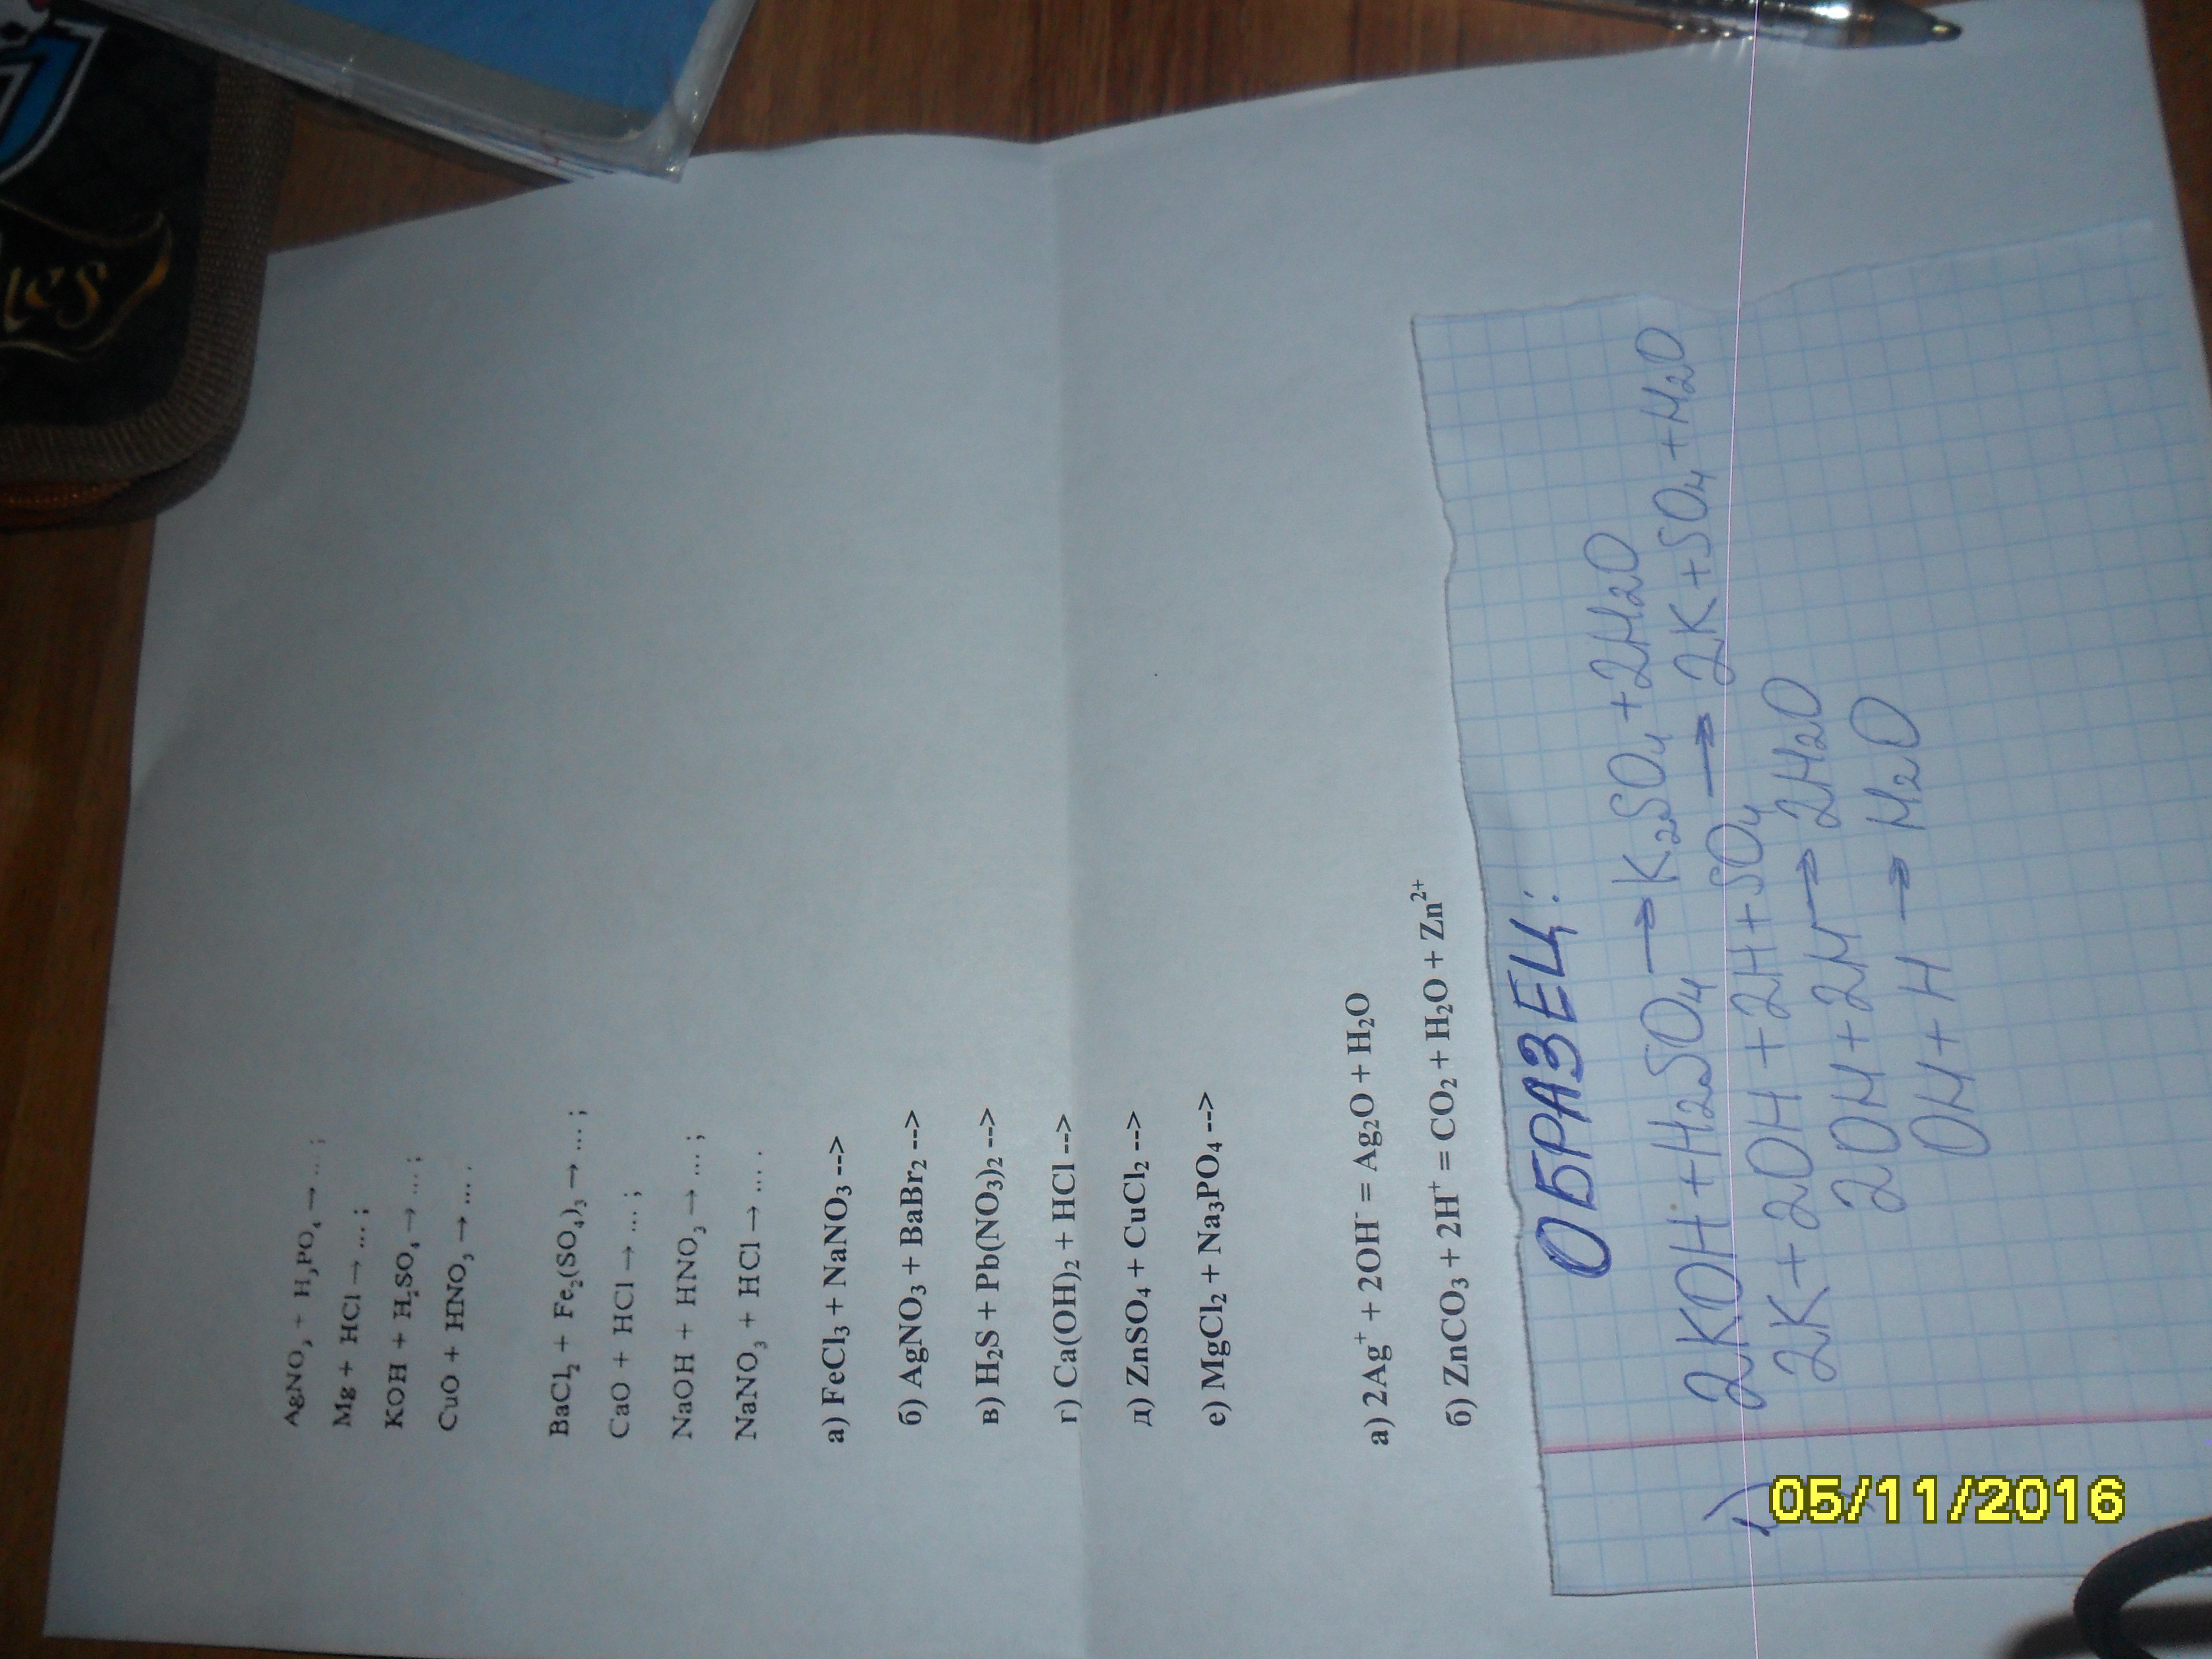 AgNO₃ + H₃PO₄ → ... ;
Mg + HCl → ... ;
KOH + H₂SO₄ → ... ;
CuO + HNO₃ → ... .
BaCl₂ + Fe₂(SO₄)₃ → ... ;
CaO + HCl → ... ;
NaOH + HNO₃ → ... ;
NaNO₃ + HCl → ... .
а) FeCl₃ + NaNO₃ -->
б) AgNO₃ + BaBr₂ -->
в) H₂S + Pb(NO₃)₂ -->
г) Ca(OH)₂ + HCl -->
д) ZnSO₄ + CuCl₂ -->
е) MgCl₂ + Na₃PO₄ -->
а) 2Ag⁺ + 2OH⁻ = Ag₂O + H₂O
б) ZnCO₃ + 2H⁺ = CO₂ + H₂O + Zn²⁺
ОБРАЗЕЦ:
1) 2KOH + H₂SO₄ → K₂SO₄ + 2H₂O
2K + 2OH + 2H + SO₄ → 2K + SO₄ + H₂O
2OH + 2H → 2H₂O
OH + H → H₂O
05/11/2016
les